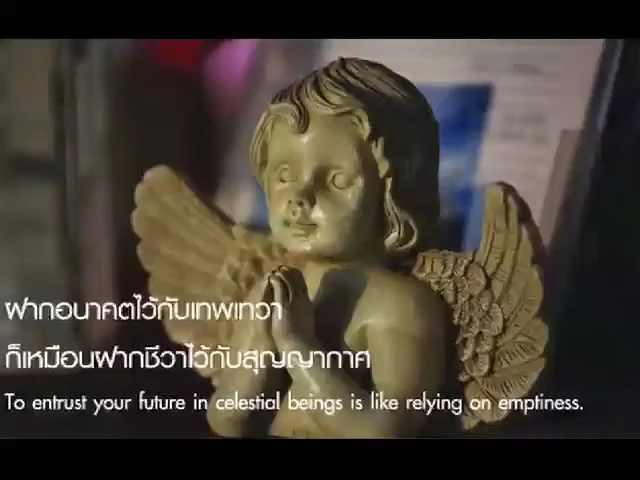 ฝากอนาคตไว้กับเทพเทวา
ก็เหมือนฝากชีวาไว้กับสุญญากาศ
To entrust your future in celestial beings is like relying on emptiness.